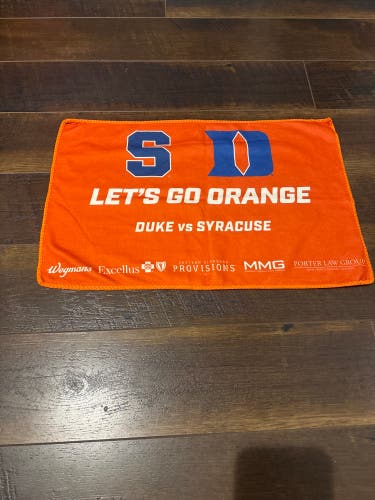 S D
LET'S GO ORANGE
DUKE vs SYRACUSE
Wegmans Excellus PROVISIONS MMG PORTER LAW GROUP